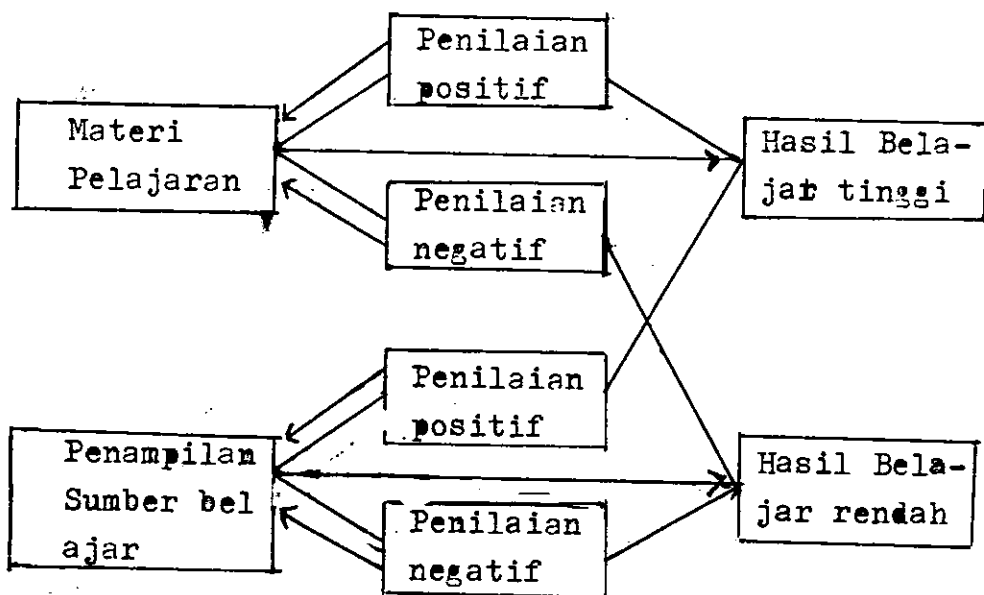 Penilaian
positif
Materi
Pelajaran
Hasil Bela-
jar tinggi
Penilaian
negatif
Penilaian
positif
Penampilan
Sumber bel
ajar
Hasil Bela-
jar rendah
Penilaian
negatif